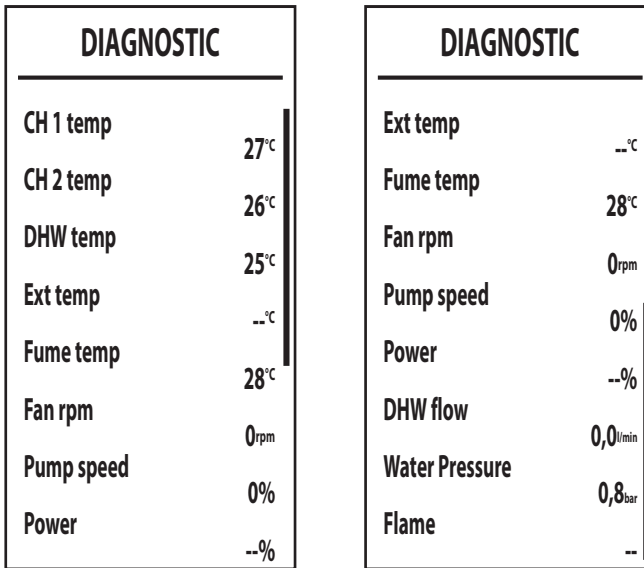 DIAGNOSTIC
CH 1 temp
27°C
CH 2 temp
26°C
DHW temp
25°C
Ext temp
--°C
Fume temp
28°C
Fan rpm
0rpm
Pump speed
0%
Power
--%
DIAGNOSTIC
Ext temp
--°C
Fume temp
28°C
Fan rpm
0rpm
Pump speed
0%
Power
--%
DHW flow
0,0l/min
Water Pressure
0,8bar
Flame
--